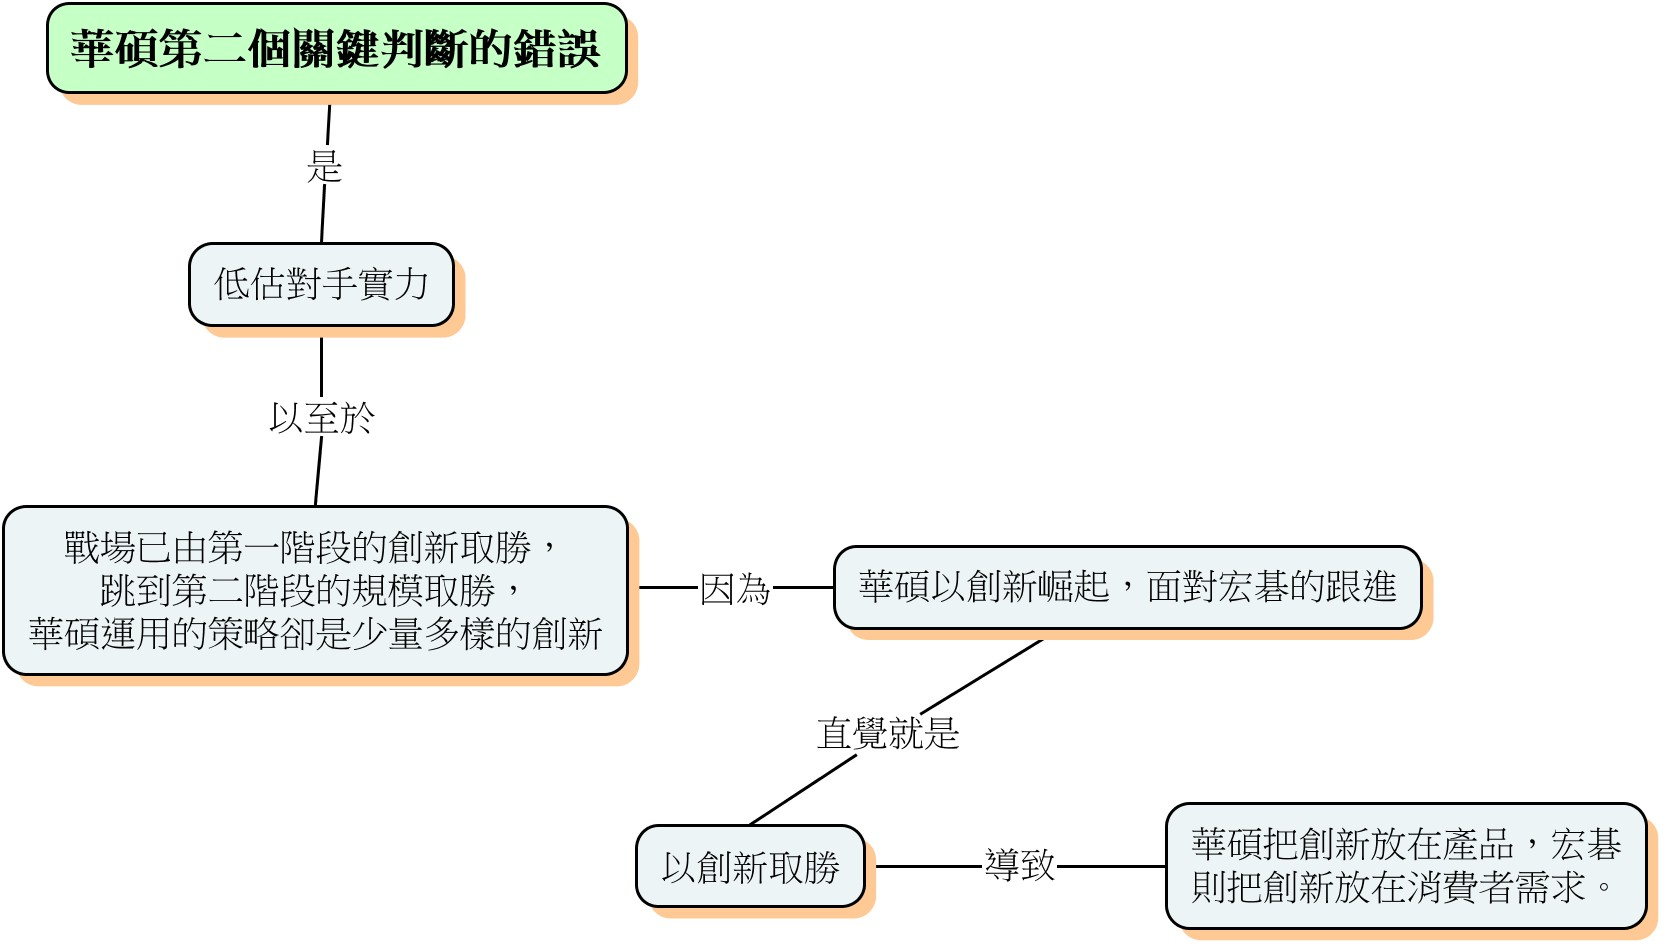 華碩第二個關鍵判斷的錯誤
是
低估對手實力
以至於
戰場已由第一階段的創新取勝，
跳到第二階段的規模取勝，
華碩運用的策略卻是少量多樣的創新
因為
華碩以創新崛起，面對宏碁的跟進
直覺就是
以創新取勝
導致
華碩把創新放在產品，宏碁
則把創新放在消費者需求。